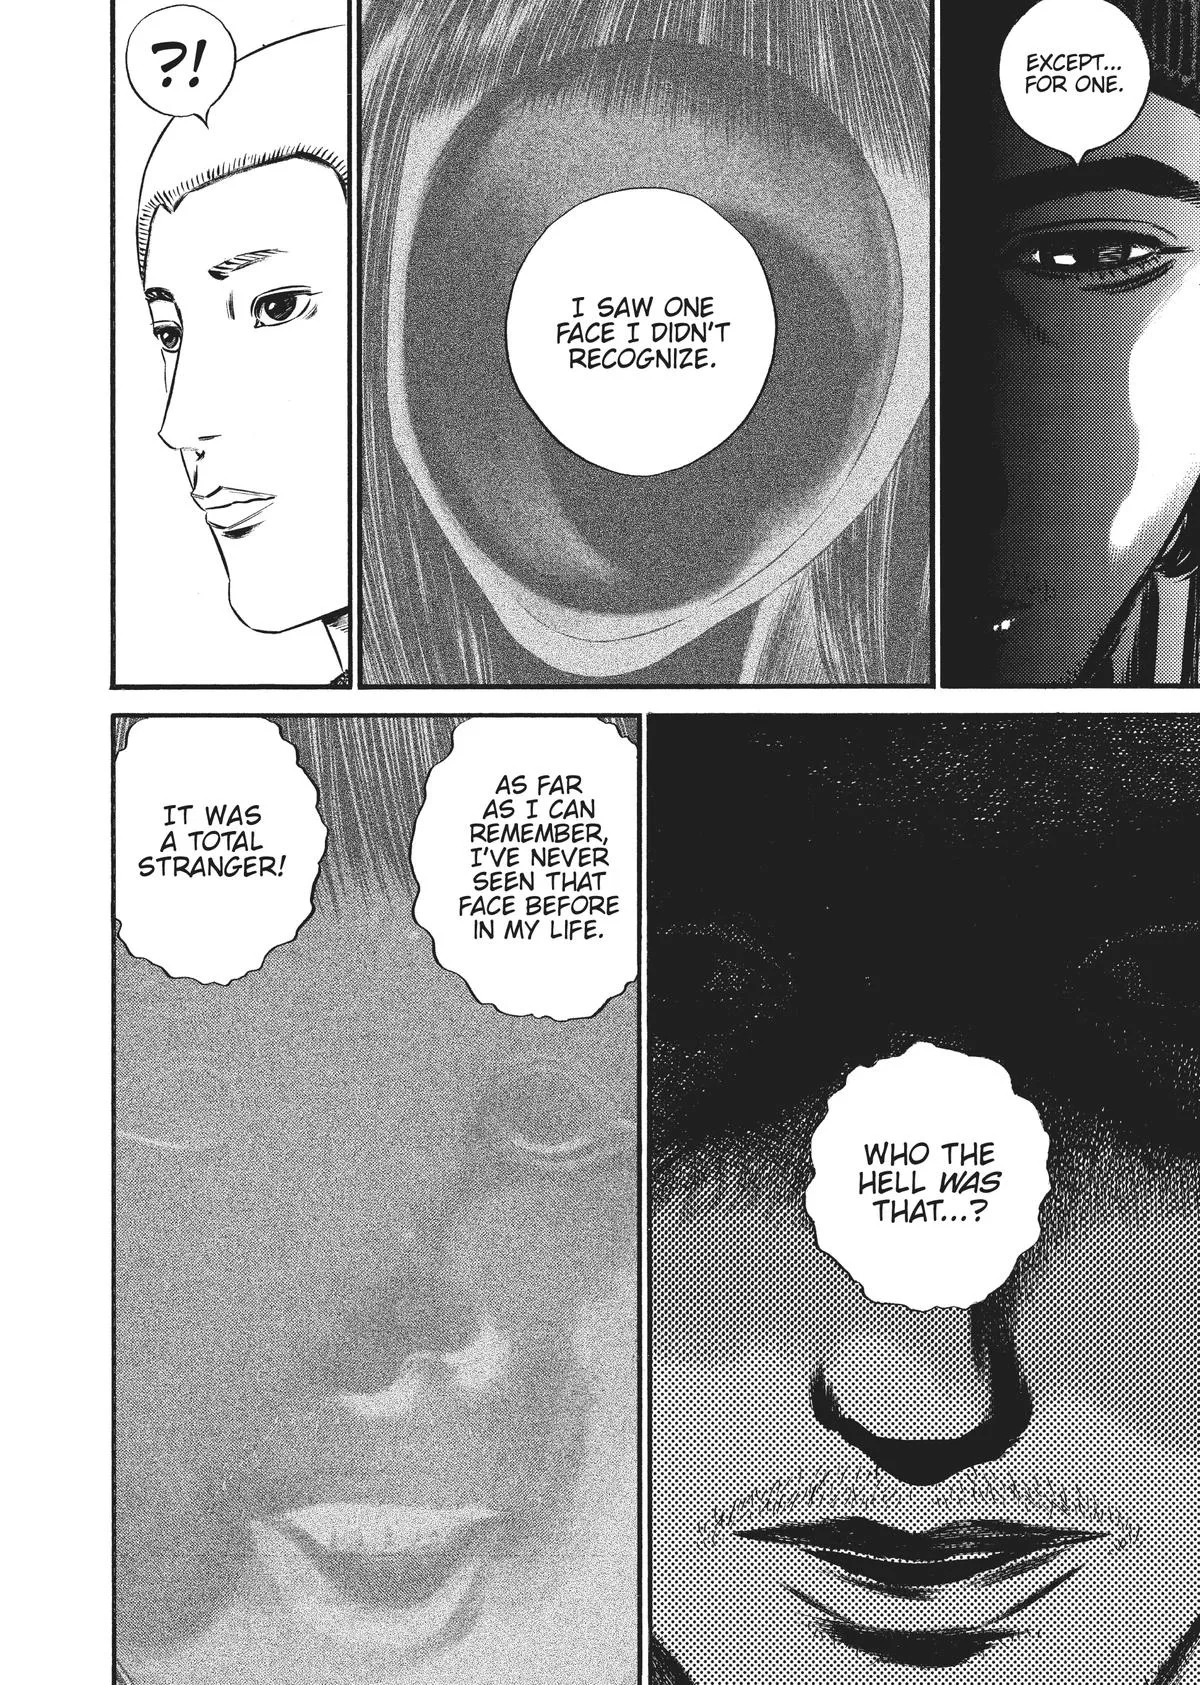 EXCEPT...
FOR ONE.
I SAW ONE
FACE I DIDN'T
RECOGNIZE.
?!
WHO THE
HELL WAS
THAT...?
AS FAR
AS I CAN
REMEMBER,
I'VE NEVER
SEEN THAT
FACE BEFORE
IN MY LIFE.
IT WAS
A TOTAL
STRANGER!